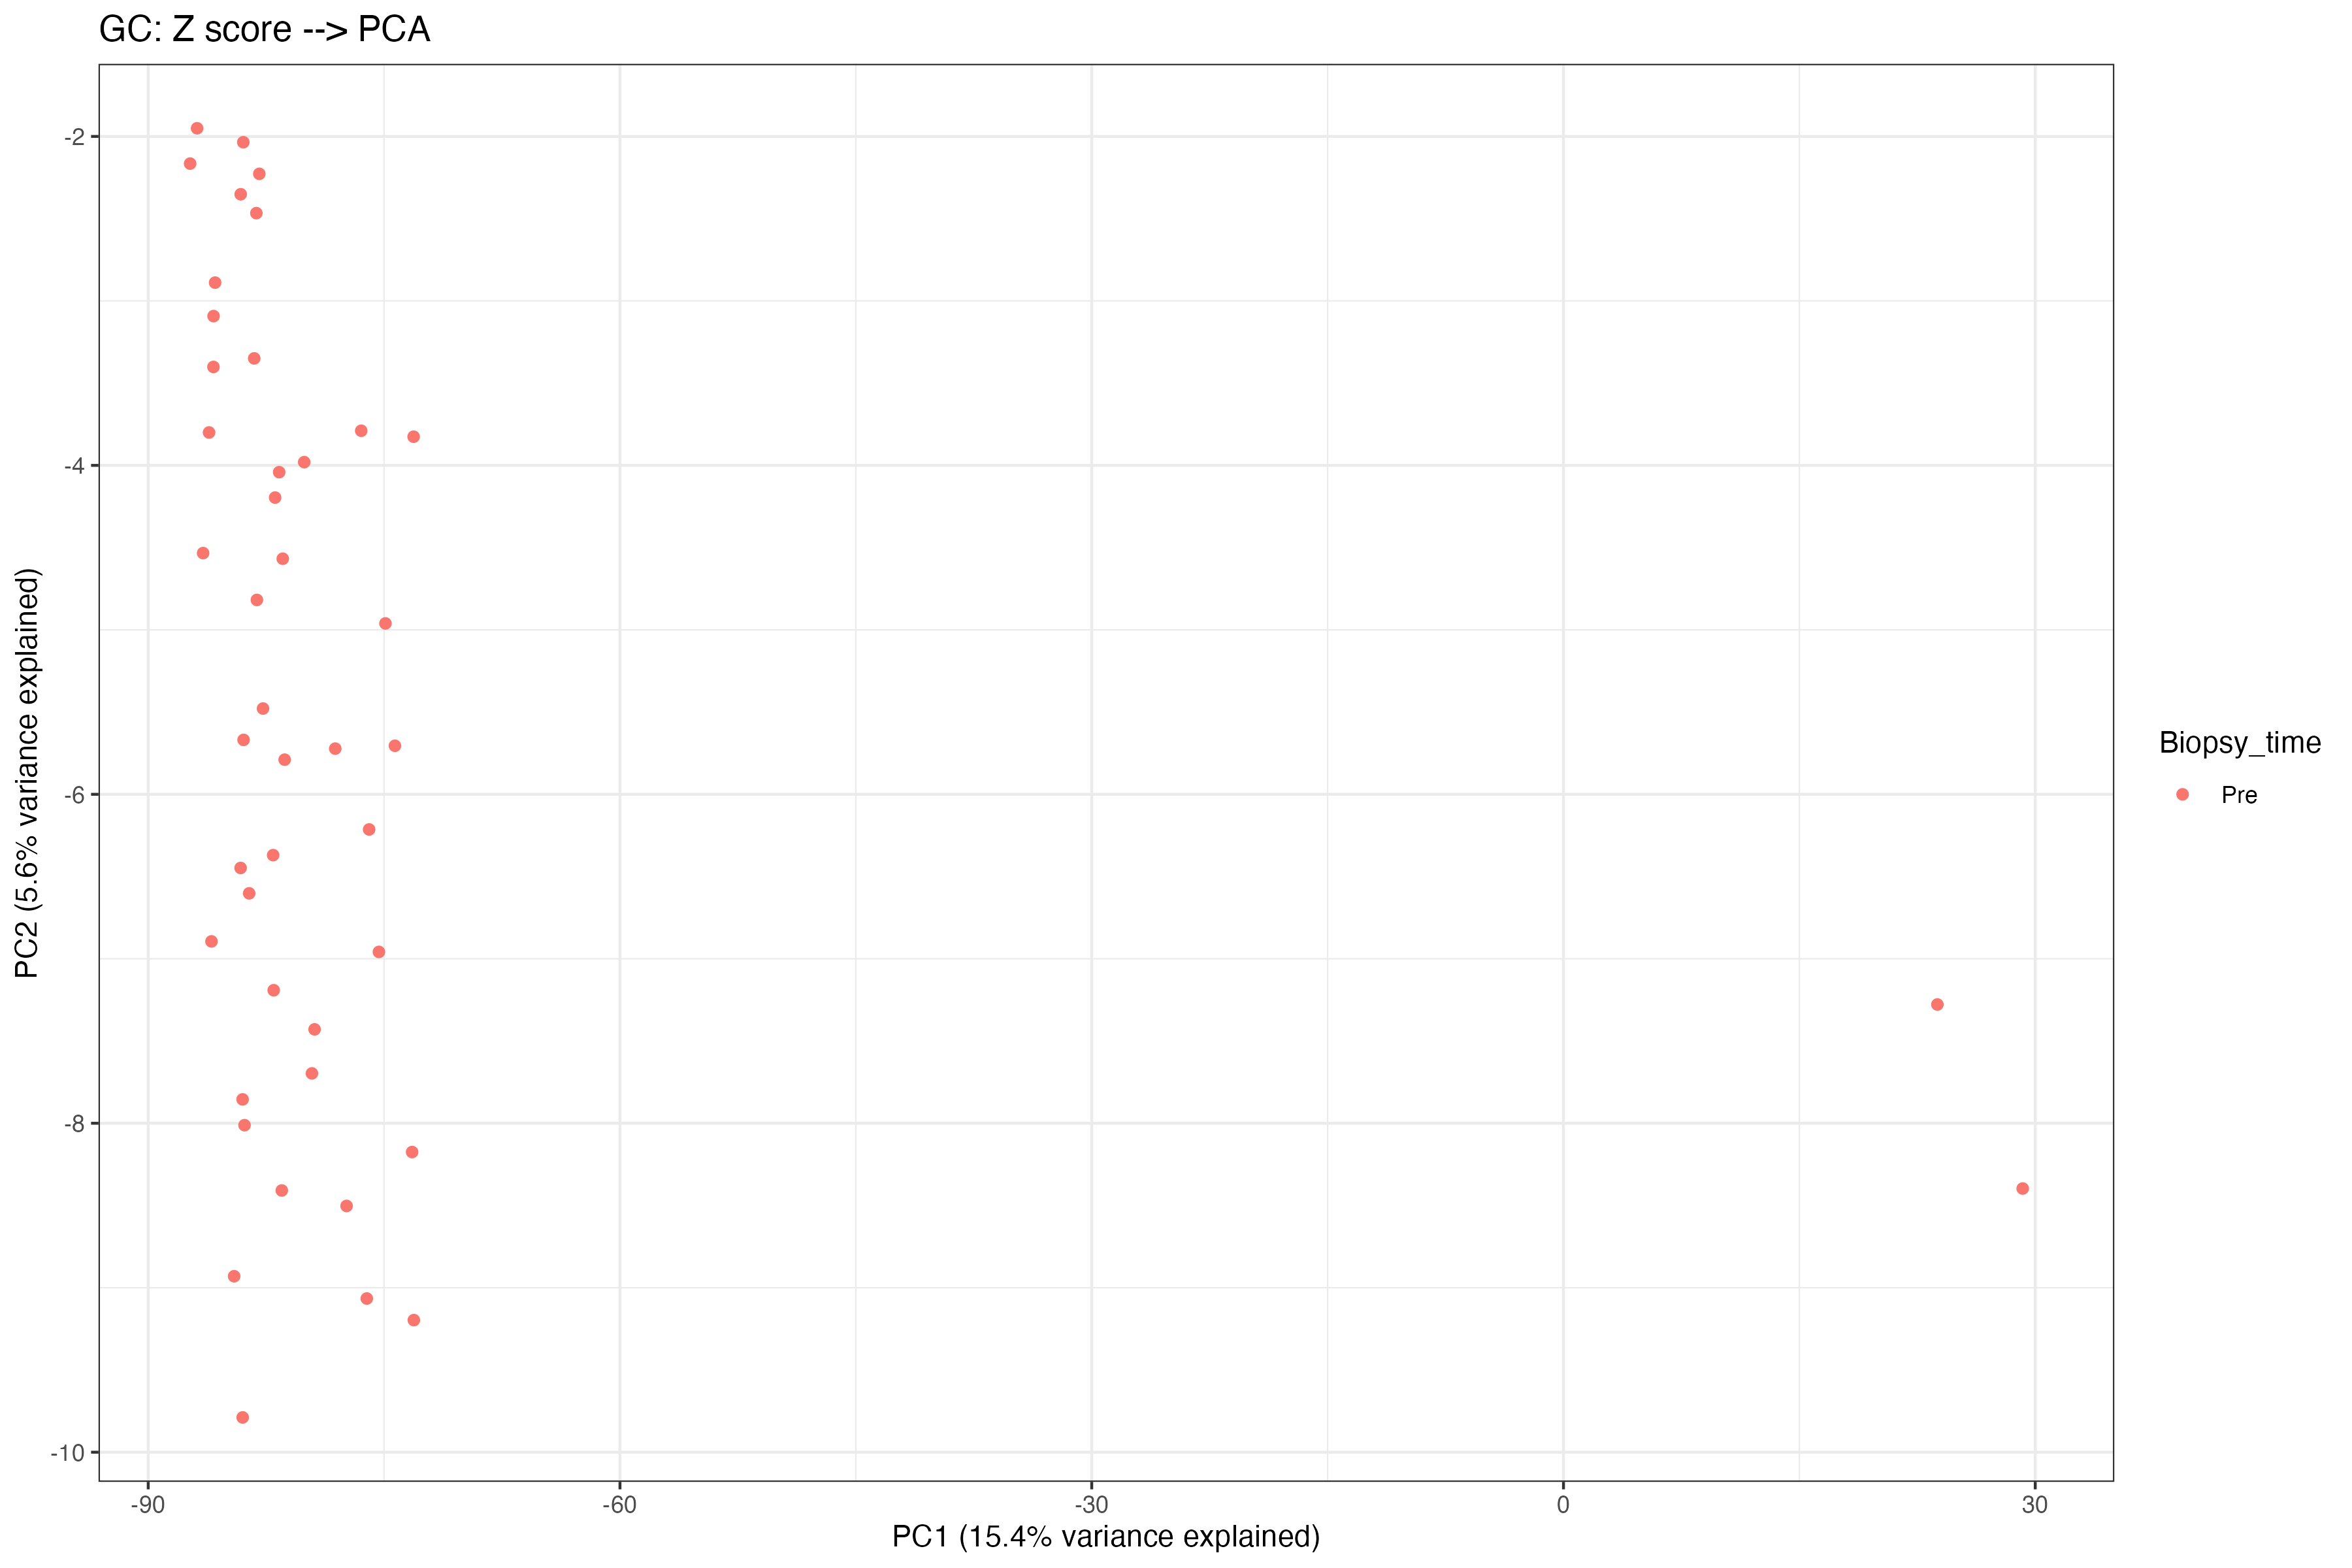 GC: Z score --> PCA
-2
-4
-6
-8
-10
PC2 (5.6% variance explained)
-90
-60
-30
0
30
PC1 (15.4% variance explained)
Biopsy_time
Pre